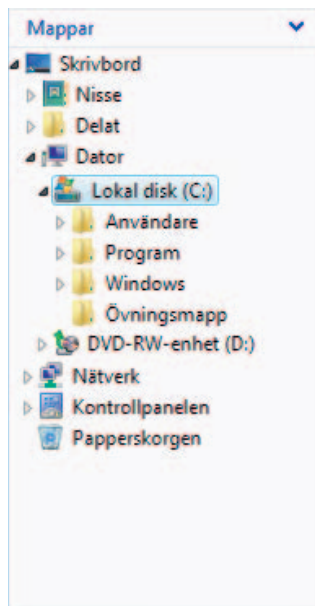 Mappar
Skrivbord
Nisse
Delat
Dator
Lokal disk (C:)
Användare
Program
Windows
Övningsmapp
DVD-RW-enhet (D:)
Nätverk
Kontrollpanelen
Papperskorgen